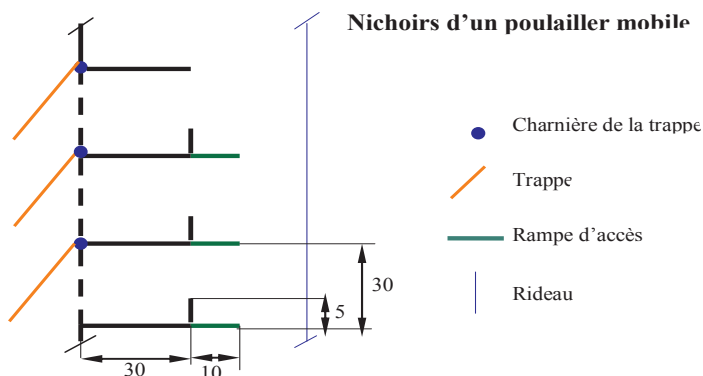 Nichoirs d’un poulailler mobile
Charnière de la trappe
Trappe
Rampe d’accès
30
5
Rideau
30
10